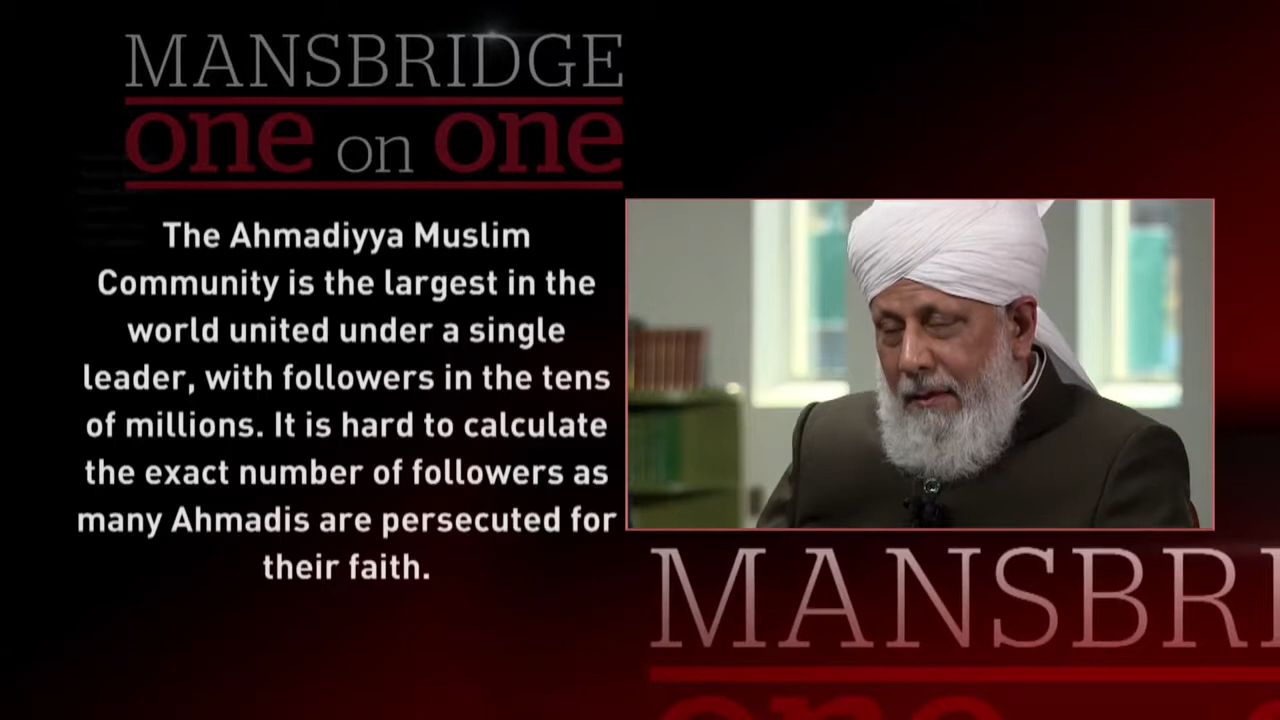 MANSBRIDGE
one on one
The Ahmadiyya Muslim
Community is the largest in the
world united under a single
leader, with followers in the tens
of millions. It is hard to calculate
the exact number of followers as
many Ahmadis are persecuted for
their faith.
MANSBRI
one